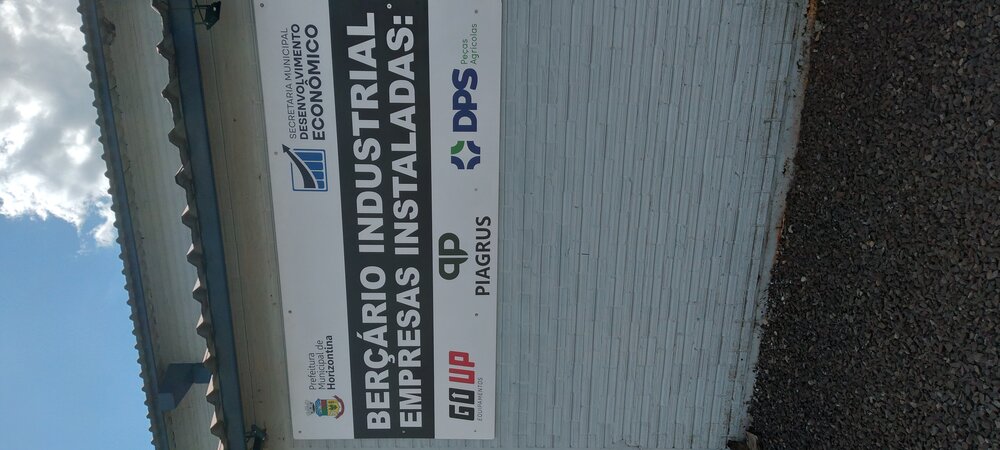 Prefeitura
Municipal de
Horizontina
SECRETARIA MUNICIPAL
DESENVOLVIMENTO
ECONÔMICO
BERÇÁRIO INDUSTRIAL
EMPRESAS INSTALADAS:
GO UP
EQUIPAMENTOS
PIAGRUS
DPS
Peças
Agrícolas